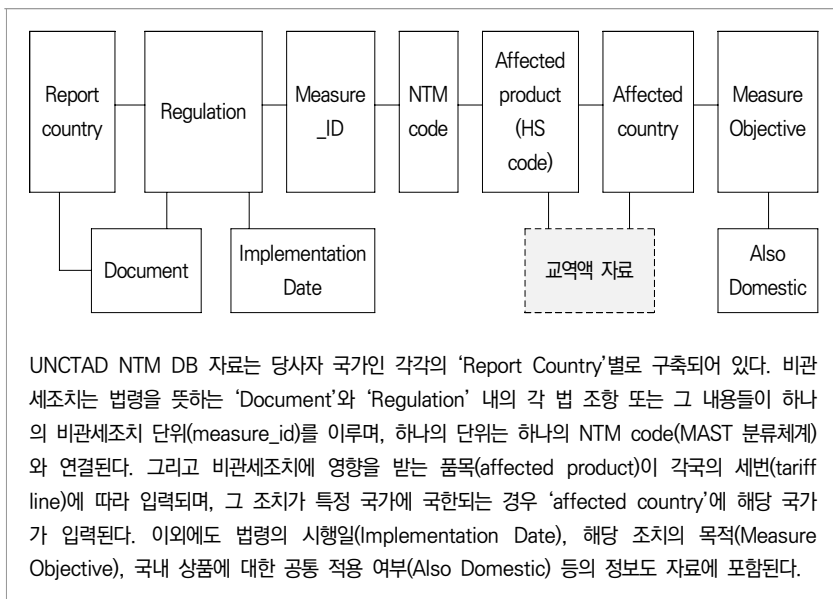 Report
country
Regulation
Measure
_ID
NTM
code
Affected
product
(HS
code)
Affected
country
Measure
Objective
Document
Implementation
Date
교역액 자료
Also
Domestic
UNCTAD NTM DB 자료는 당사자 국가인 각각의 ‘Report Country’별로 구축되어 있다. 비관
세조치는 법령을 뜻하는 ‘Document’와 ‘Regulation’ 내의 각 법 조항 또는 그 내용들이 하나
의 비관세조치 단위(measure_id)를 이루며, 하나의 단위는 하나의 NTM code(MAST 분류체계)
와 연결된다. 그리고 비관세조치에 영향을 받는 품목(affected product)이 각국의 세번(tariff
line)에 따라 입력되며, 그 조치가 특정 국가에 국한되는 경우 ‘affected country’에 해당 국가
가 입력된다. 이외에도 법령의 시행일(Implementation Date), 해당 조치의 목적(Measure
Objective), 국내 상품에 대한 공통 적용 여부(Also Domestic) 등의 정보도 자료에 포함된다.